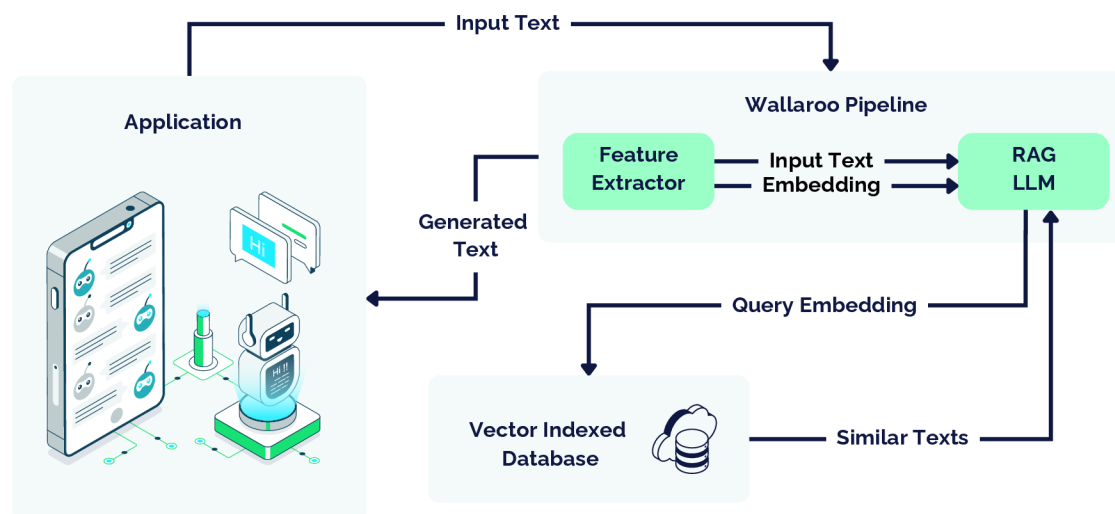 Input Text
Application
Wallaroo Pipeline
Feature
Extractor
Input Text
Embedding
RAG
LLM
Generated
Text
Hi
Hi !!
Query Embedding
Vector Indexed
Database
Similar Texts